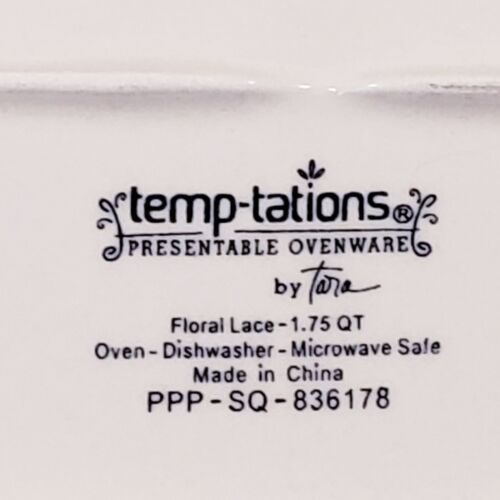 temp-tations®
PRESENTABLE OVENWARE
by Tara
Floral Lace-1.75 QT
Oven-Dishwasher-Microwave Safe
Made in China
PPP-SQ-836178